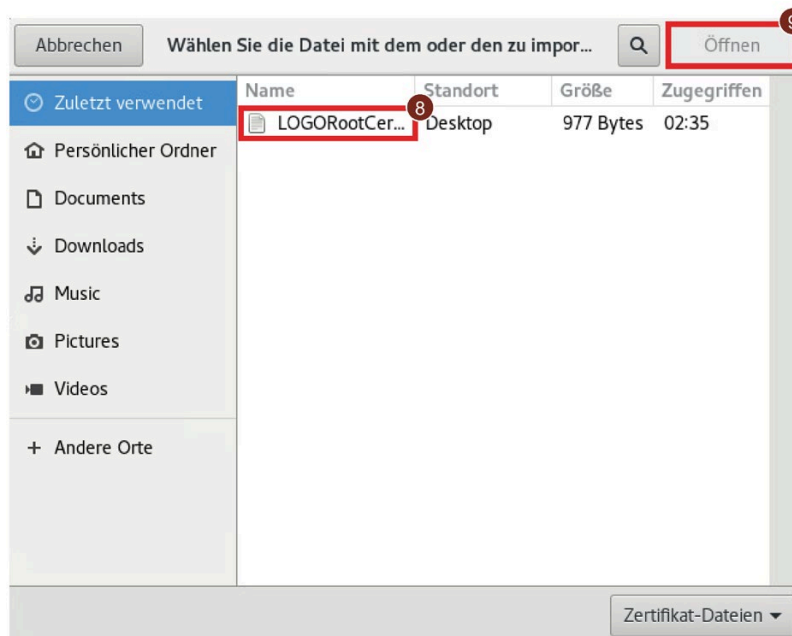 Abbrechen Wählen Sie die Datei mit dem oder den zu impor... Öffnen 9
Zuletzt verwendet
Persönlicher Ordner
Documents
Downloads
Music
Pictures
Videos
+ Andere Orte
Name Standort Größe Zugegriffen
8
LOGORootCer... Desktop 977 Bytes 02:35
Zertifikat-Dateien